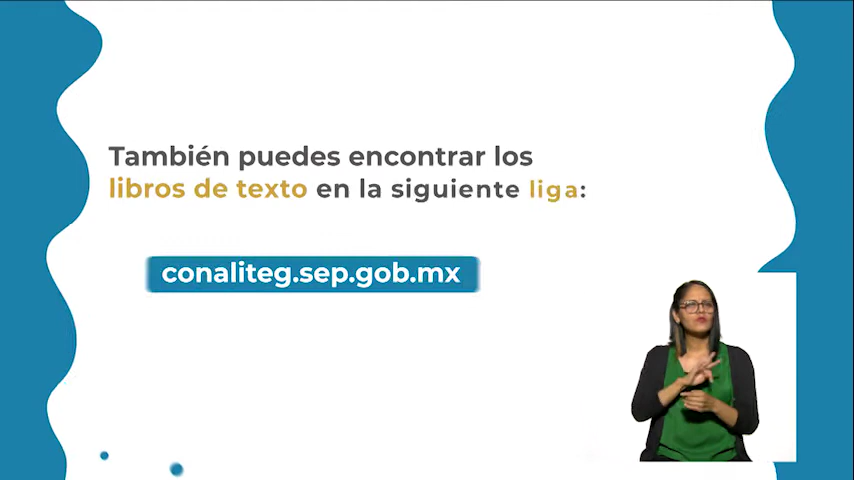 También puedes encontrar los
libros de texto en la siguiente liga:
conaliteg.sep.gob.mx